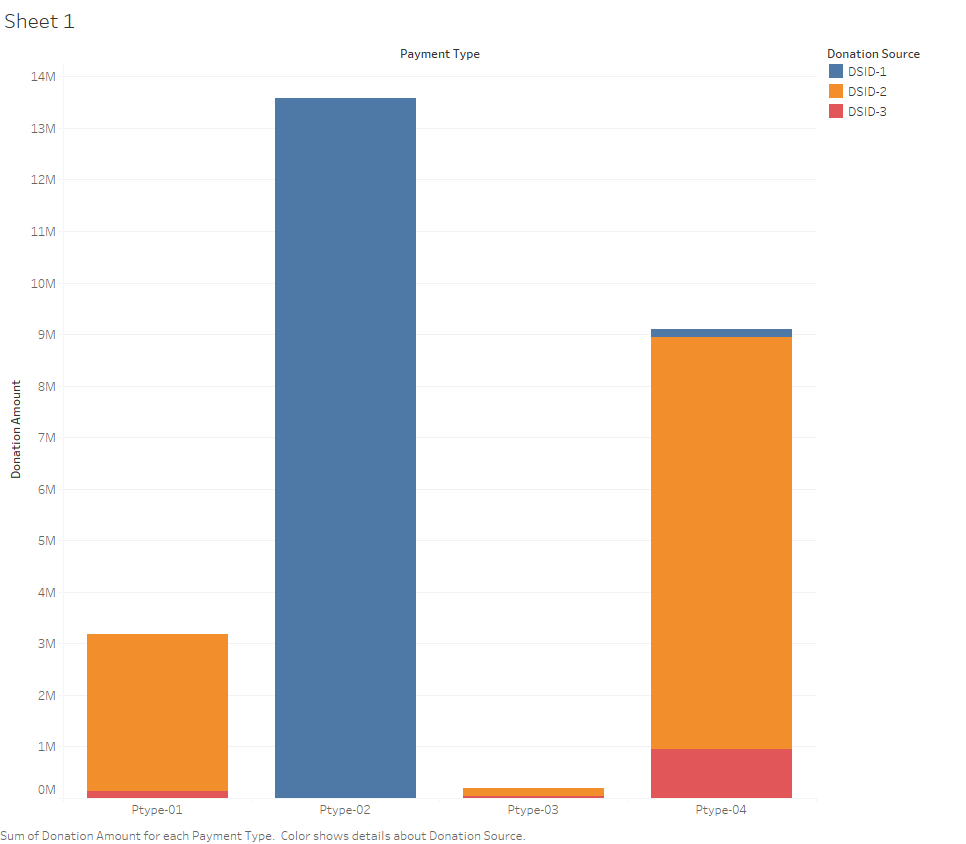 Sheet 1
Payment Type
Donation Source
DSID-1
DSID-2
DSID-3
Donation Amount
14M
13M
12M
11M
10M
9M
8M
7M
6M
5M
4M
3M
2M
1M
0M
Ptype-01 Ptype-02 Ptype-03 Ptype-04
Sum of Donation Amount for each Payment Type.  Color shows details about Donation Source.